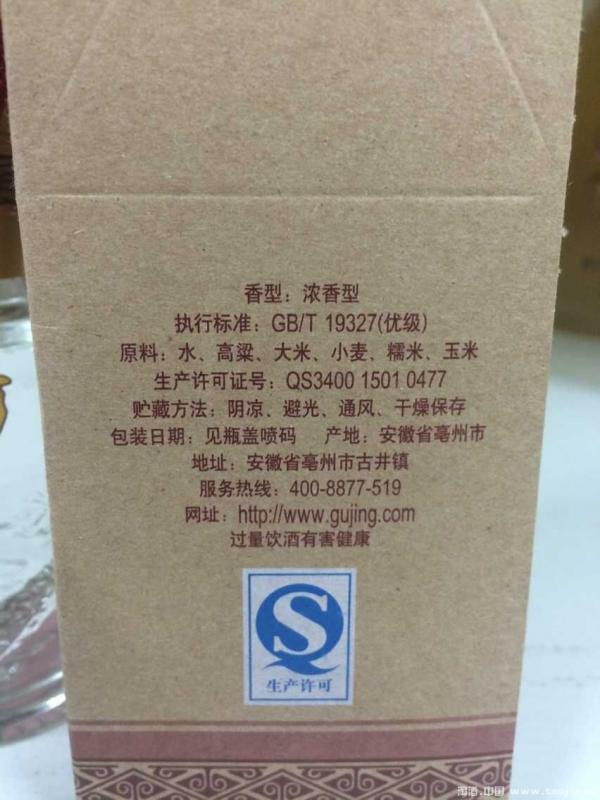 香型：浓香型
执行标准：GB/T 19327(优级)
原料：水、高粱、大米、小麦、糯米、玉米
生产许可证号：QS3400 1501 0477
贮藏方法：阴凉、避光、通风、干燥保存
包装日期：见瓶盖喷码 产地：安徽省亳州市
地址：安徽省亳州市古井镇
服务热线：400-8877-519
网址：http://www.gujing.com
过量饮酒有害健康
QS
生产许可
淘酒.中国